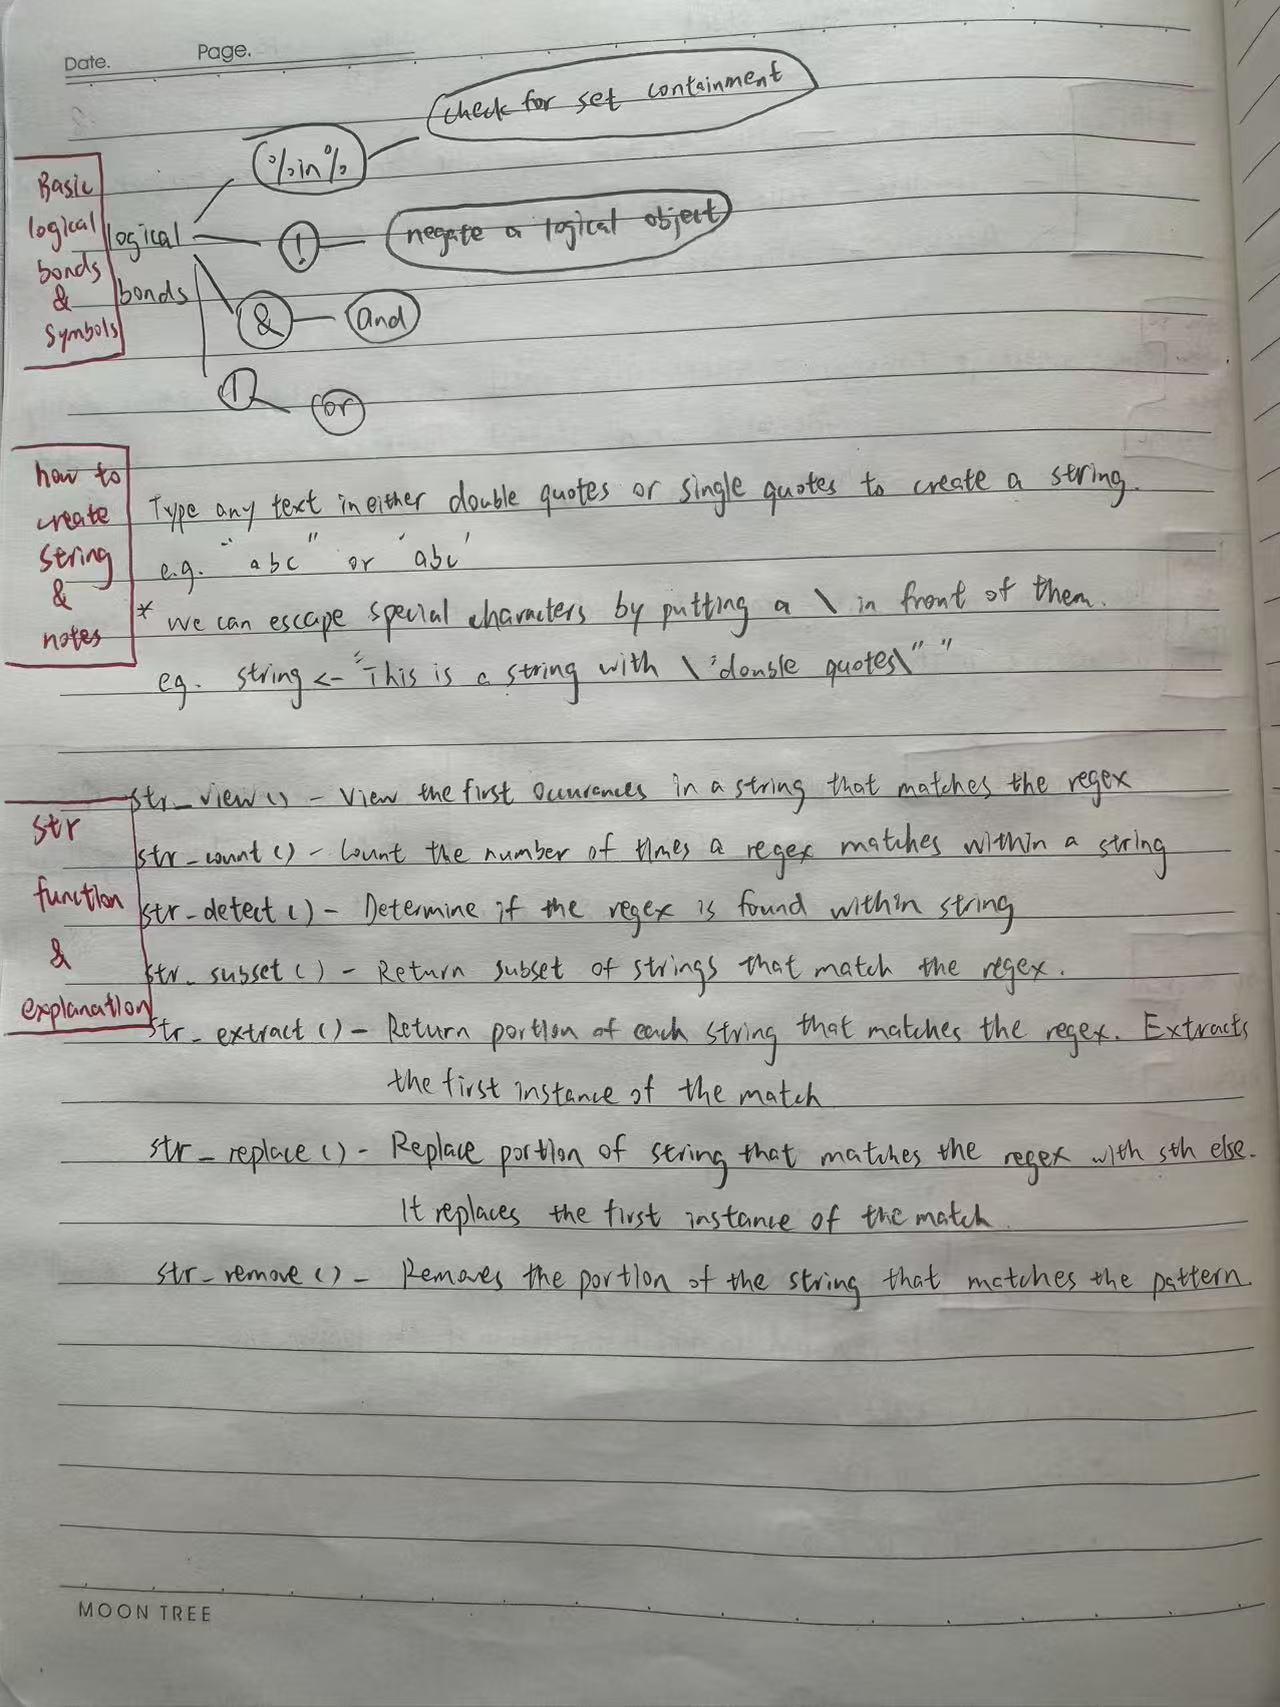 Date. Page.
check for set containment
%in%
Basic
logical
bonds
&
symbols
logical
bonds
!
negate a logical object
&
and
|
or
how to
create
string
&
notes
Type any text in either double quotes or single quotes to create a string.
e.g. "abc" or 'abc'
* we can escape special characters by putting a \ in front of them.
eg. string <- "This is a string with \"double quotes\" "
str
function
&
explanation
str_view() - View the first occurances in a string that matches the regex
str_count() - Count the number of times a regex matches within a string
str_detect() - Determine if the regex is found within string
str_subset() - Return subset of strings that match the regex.
str_extract() - Return portion of each string that matches the regex. Extracts
the first instance of the match
str_replace() - Replace portion of string that matches the regex with sth else.
It replaces the first instance of the match.
str_remove() - Removes the portion of the string that matches the pattern.
MOON TREE